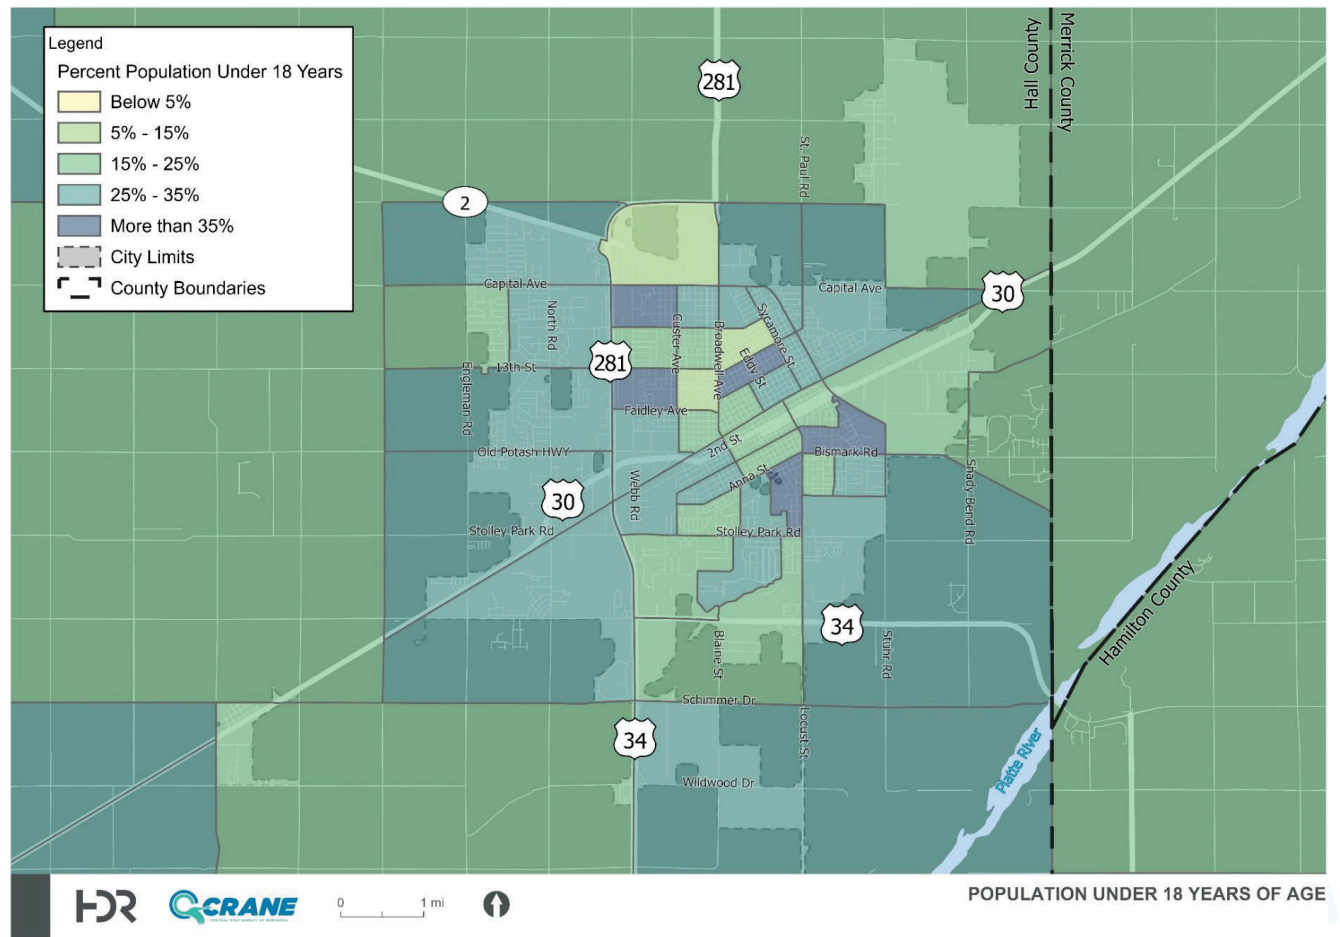 Legend
Percent Population Under 18 Years
Below 5%
5% - 15%
15% - 25%
25% - 35%
More than 35%
City Limits
County Boundaries
281
Hall County
Merrick County
St. Paul Rd
2
Capital Ave
Capital Ave
30
North Rd
Custer Ave
Broadwell Ave
Sycamore St
Eddy St
281
13th St
Engleman Rd
Faidley Ave
Old Potash HWY
2nd St
Bismark Rd
Anna St
Webb Rd
30
Shady Bend Rd
Stolley Park Rd
Stolley Park Rd
34
Hamilton County
Blaine St
Stuhr Rd
Schimmer Dr
Locust St
34
Platte River
Wildwood Dr
HDR
CRANE
0 1 mi
POPULATION UNDER 18 YEARS OF AGE